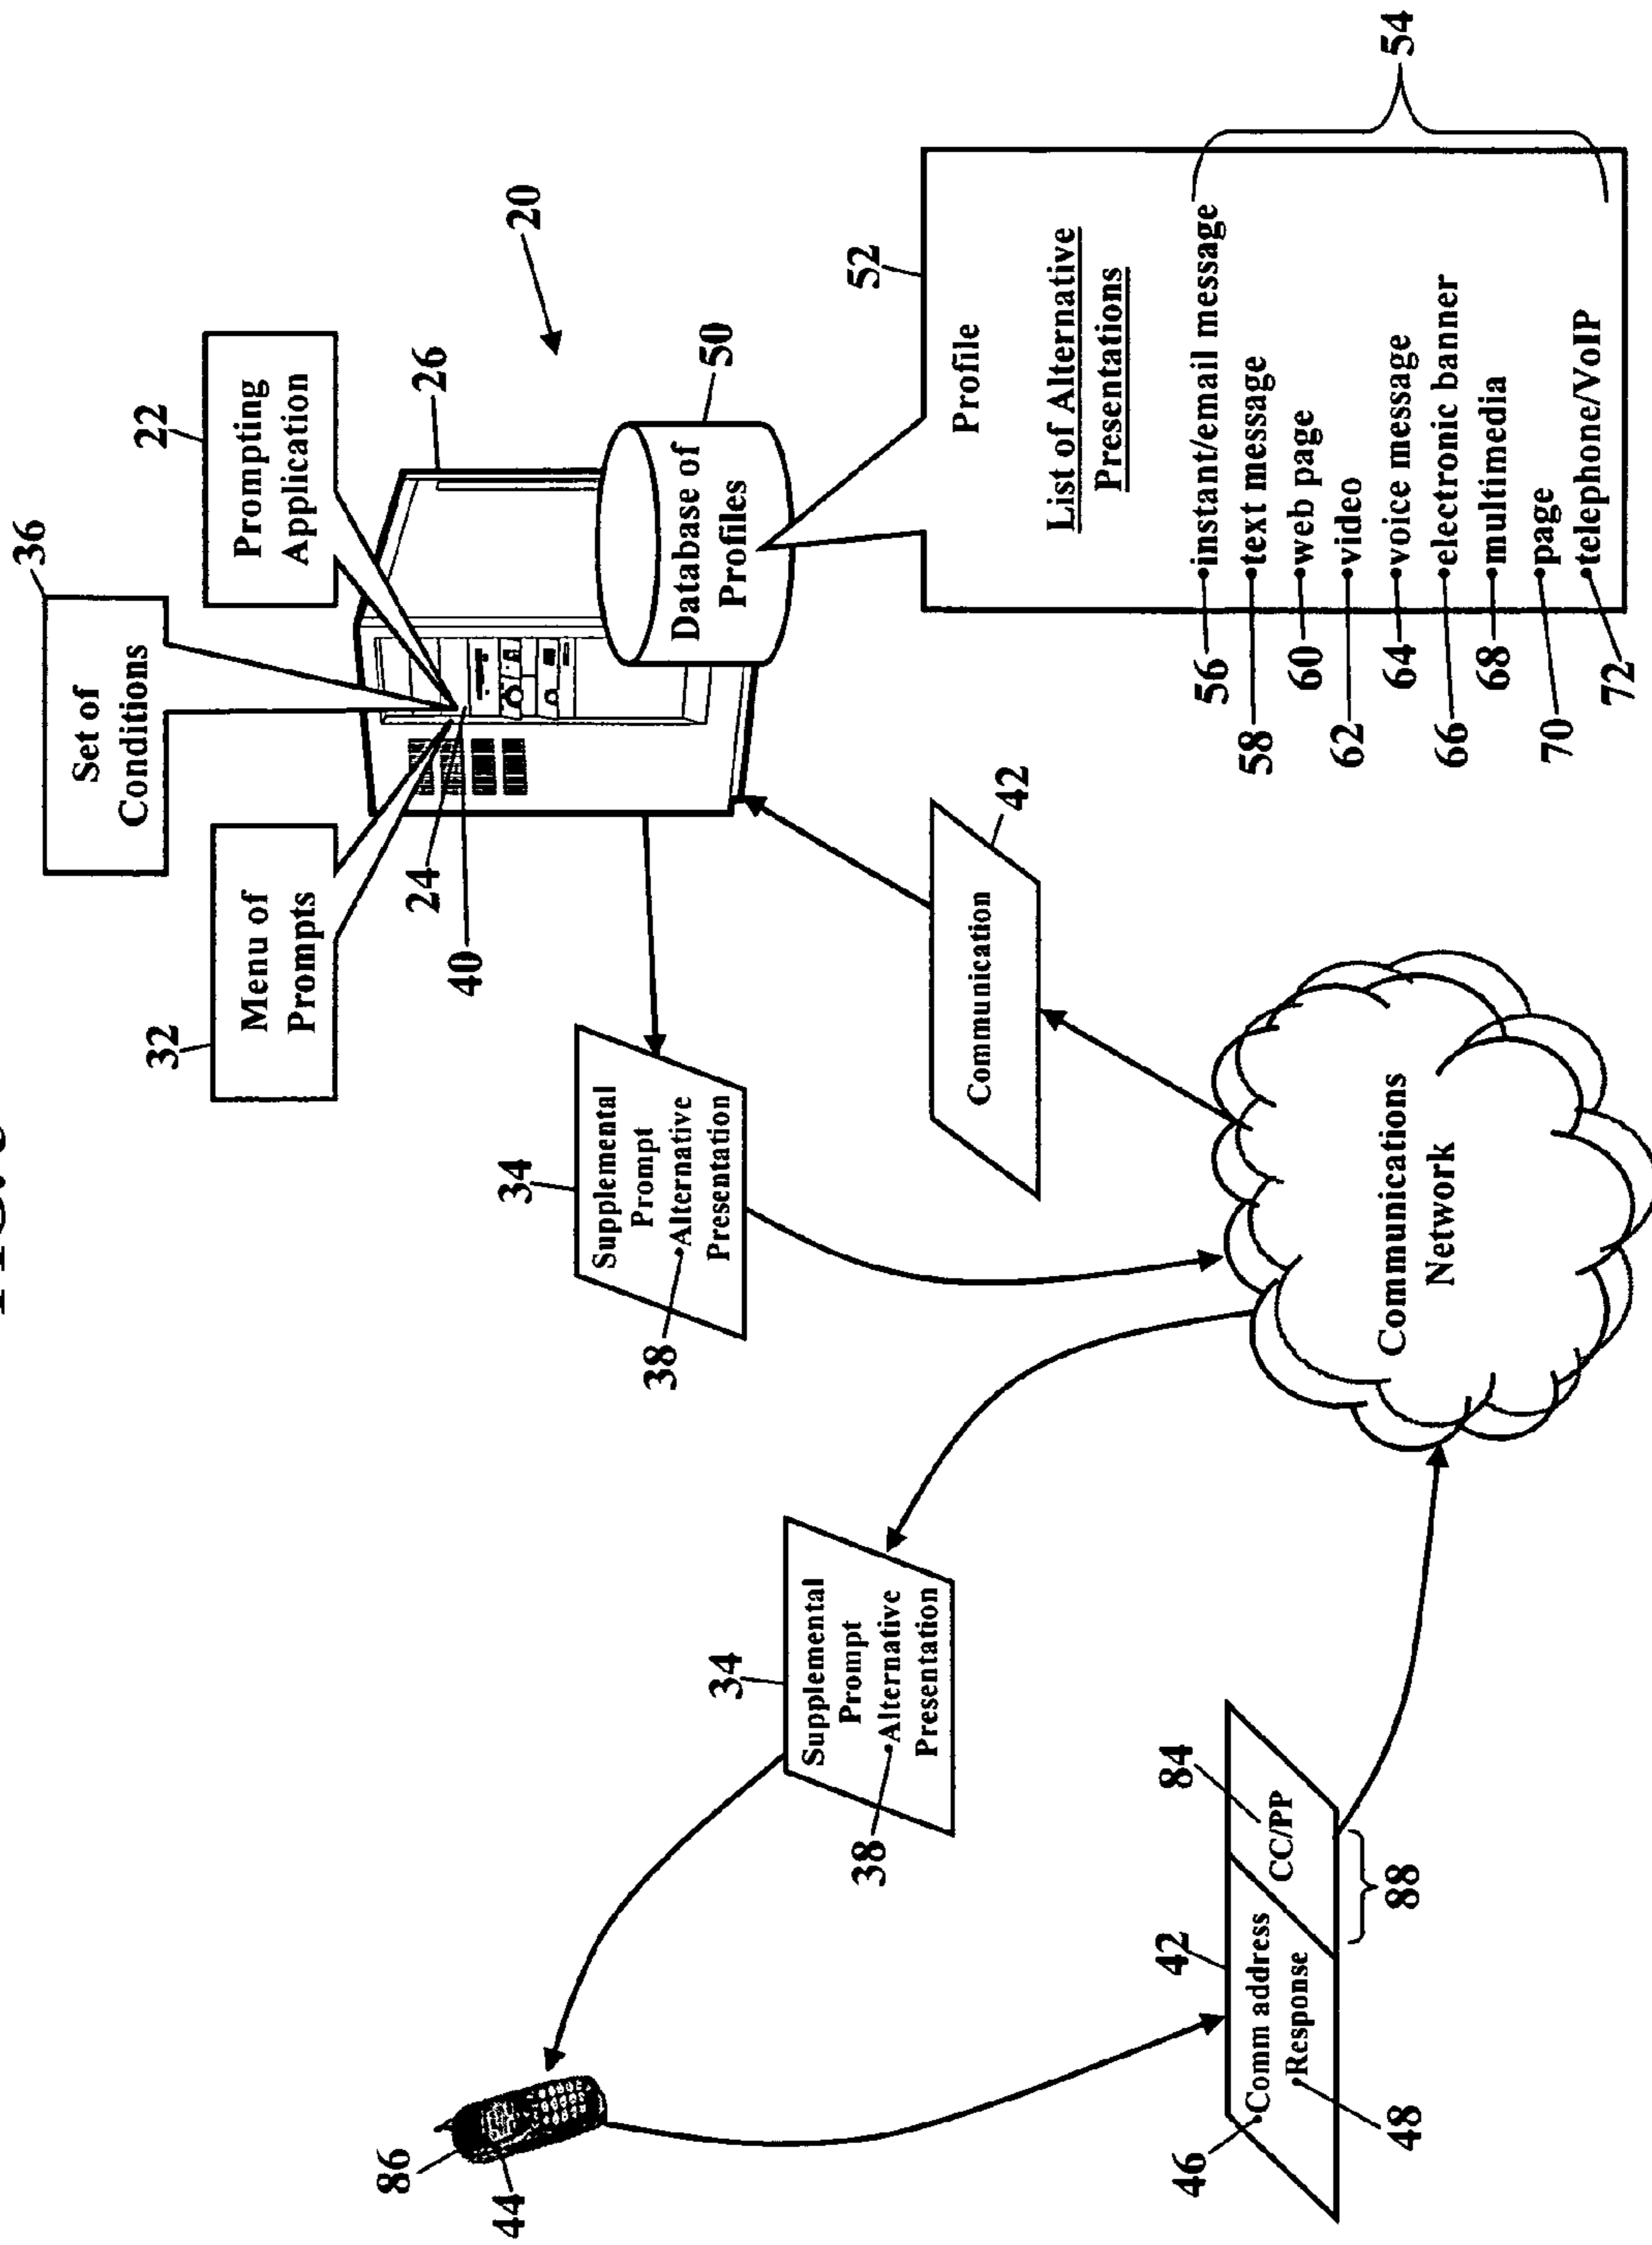 36
Set of
Conditions
22
Prompting
Application
32
Menu of
Prompts
26
20
24
40
50
Database of
Profiles
34
Supplemental
Prompt
38
•Alternative
Presentation
52
Profile
List of Alternative
Presentations
56
•instant/email message
58
•text message
60
•web page
62
•video
64
•voice message
66
•electronic banner
68
•multimedia
70
•page
72
•telephone/VoIP
54
42
Communication
Communications
Network
34
Supplemental
Prompt
38
•Alternative
Presentation
86
44
42
84
46
•Comm address
CC/PP
•Response
48
88